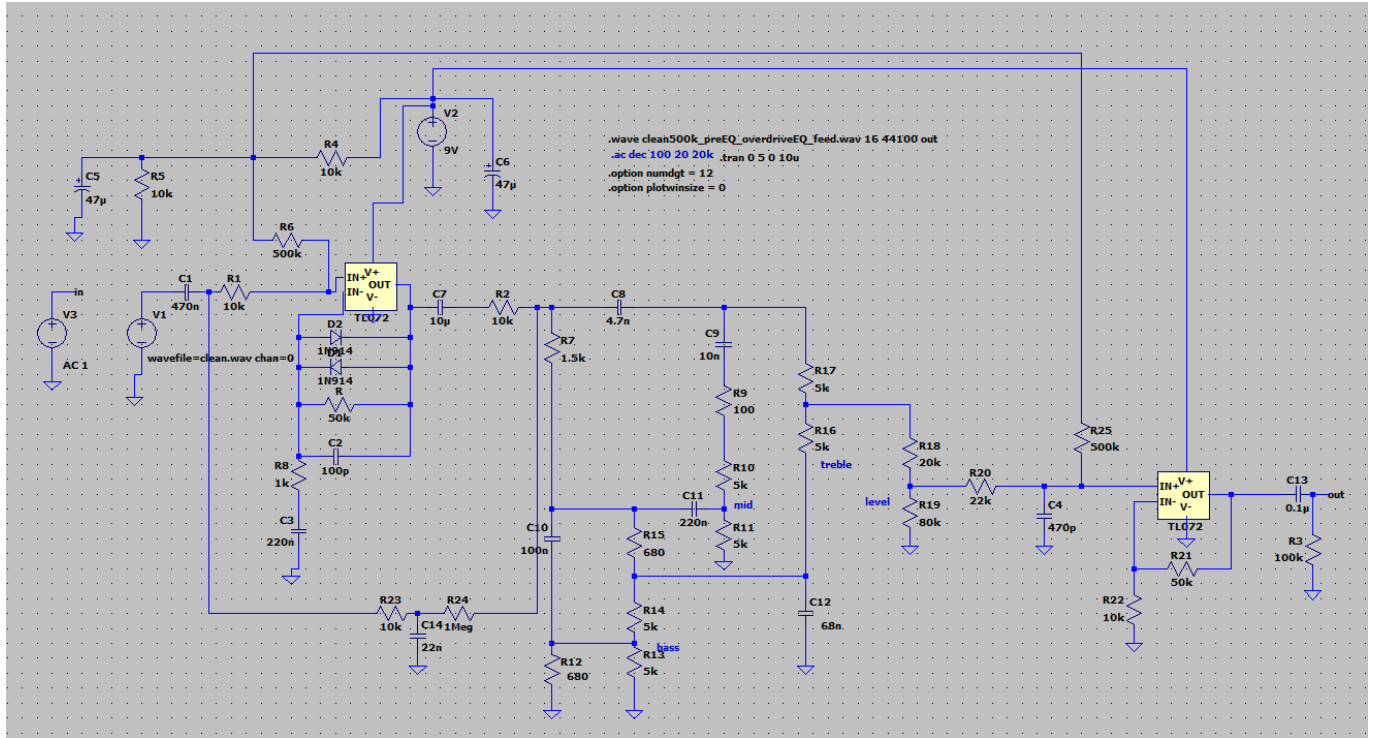 V2
9V
R4
10k
C6
47µ
.wave clean500k_preEQ_overdriveEQ_feed.wav 16 44100 out
.ac dec 100 20 20k
.tran 0 5 0 10u
.option numdgt = 12
.option plotwinsize = 0
C5
47µ
R5
10k
R6
500k
V+
IN+
OUT
IN-
V-
TL072
C1
470n
R1
10k
in
V3
AC 1
V1
wavefile=clean.wav chan=0
C7
10µ
R2
10k
C8
4.7n
D2
1N914
D1
1N914
R
50k
C2
100p
R8
1k
C3
220n
R7
1.5k
C9
10n
R9
100
R10
5k
mid
R11
5k
C11
220n
R17
5k
R16
5k
treble
R18
20k
level
R19
80k
R20
22k
R25
500k
C4
470p
V+
IN+
OUT
IN-
V-
TL072
C13
0.1µ
out
R3
100k
R21
50k
R22
10k
C10
100n
R15
680
R14
5k
bass
R13
5k
R12
680
C12
68n
R23
10k
R24
1Meg
C14
22n